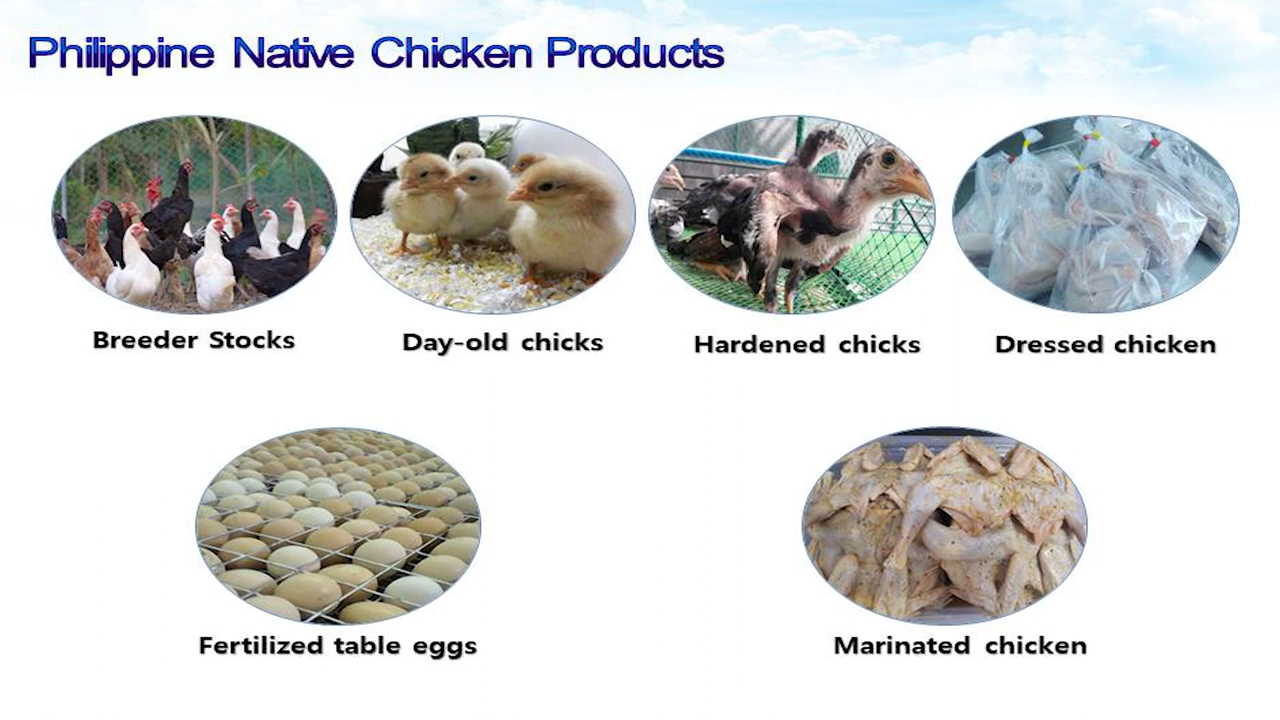 Philippine Native Chicken Products
Breeder Stocks
Day-old chicks
Hardened chicks
Dressed chicken
Fertilized table eggs
Marinated chicken